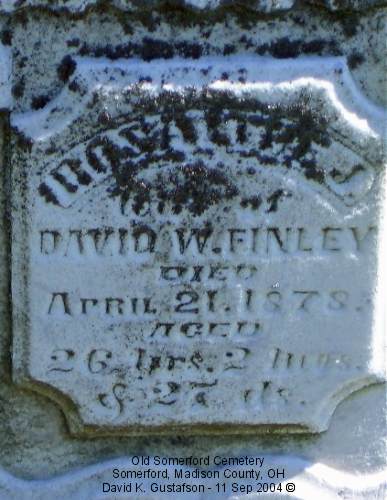 wife of
DAVID W. FINLEY
DIED
APRIL 21. 1878.
AGED
26 Yrs. 2 Mos.
& 27 ds.
Old Somerford Cemetery
Somerford, Madison County, OH
David K. Gustafson - 11 Sep 2004 ©